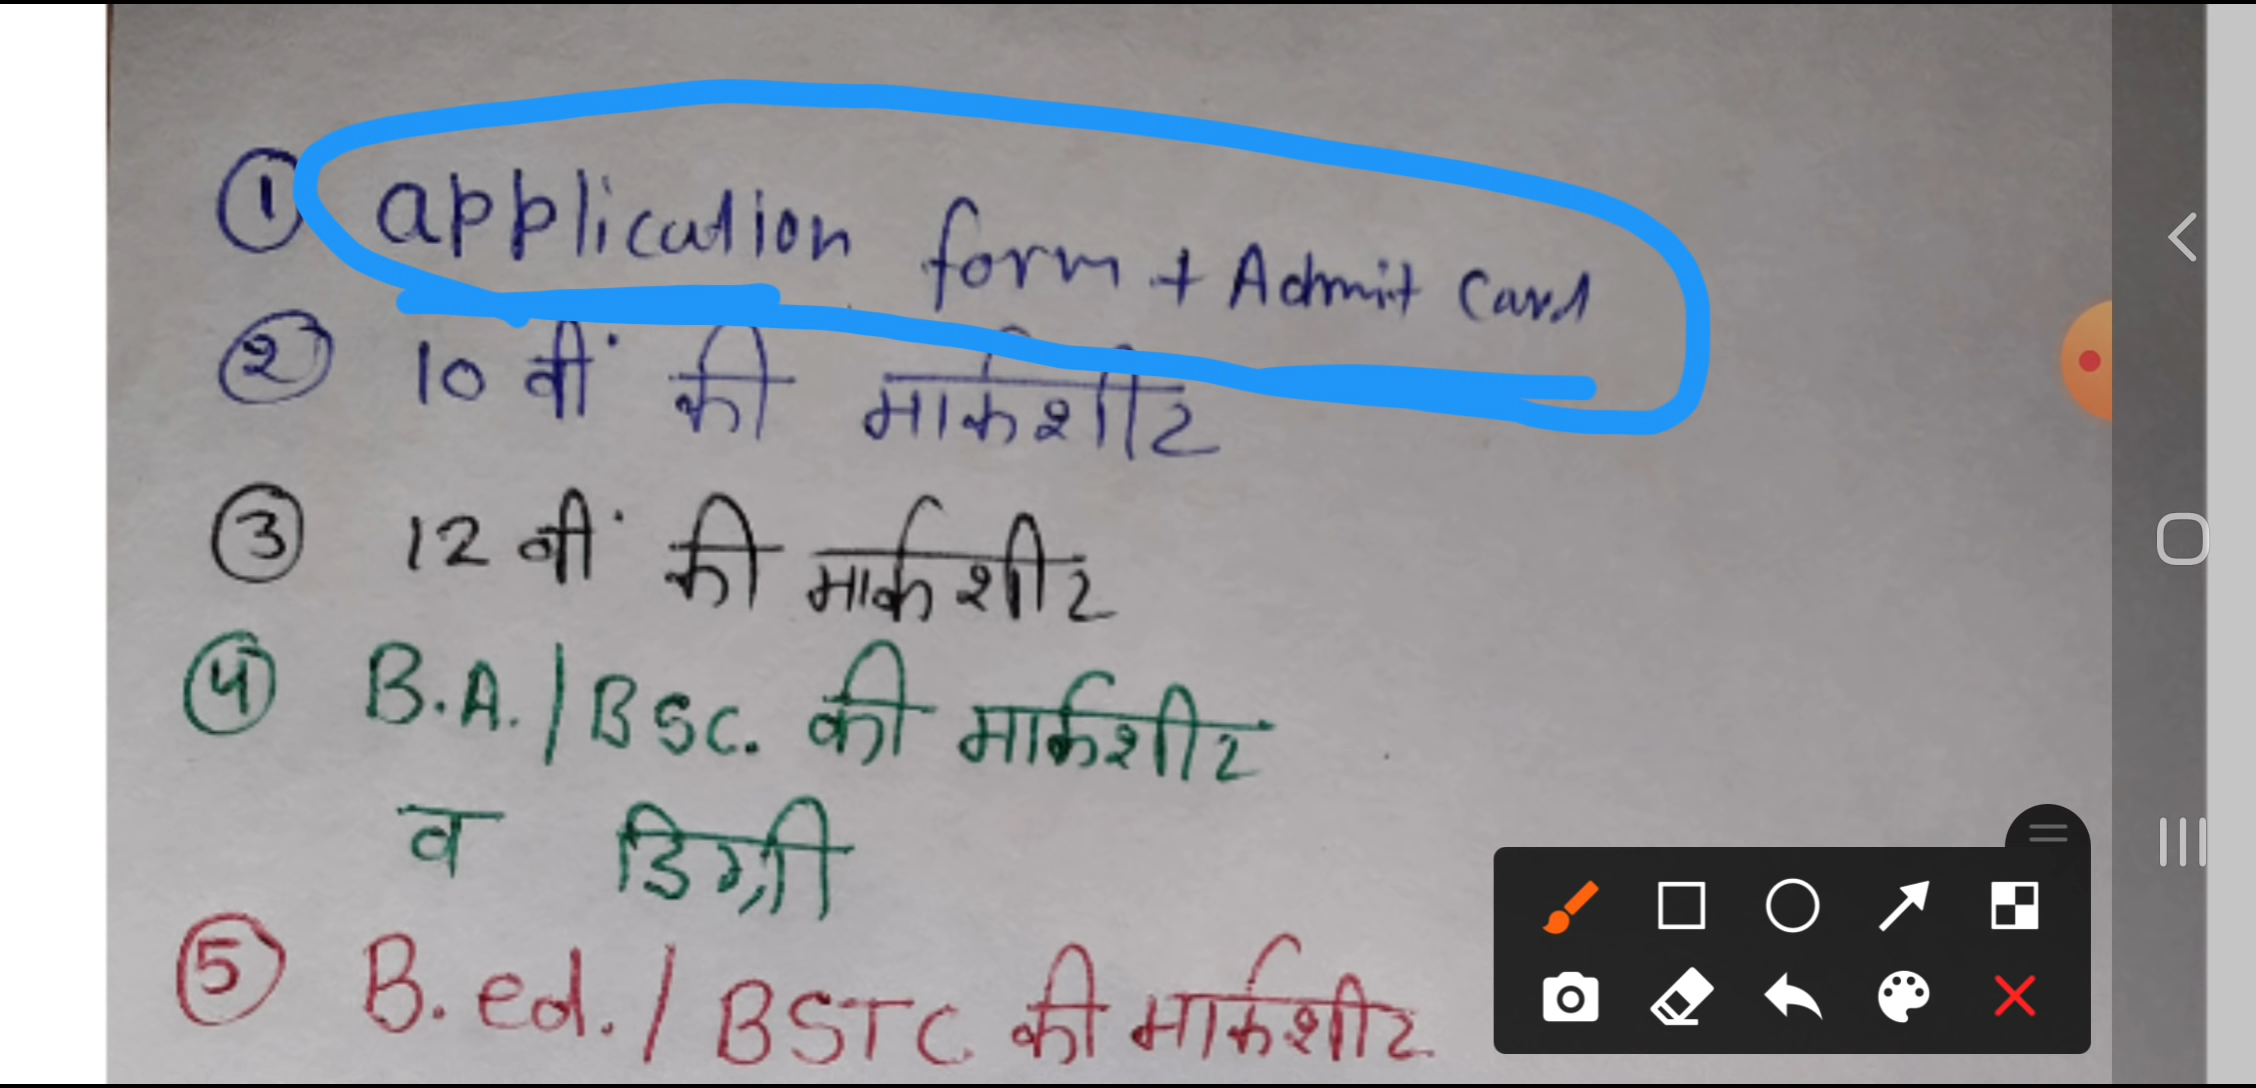 ① application form + Admit Card
② 10 वीं की मार्कशीट
③ 12 वीं की मार्कशीट
④ B.A. / BSC. की मार्कशीट
व डिग्री
⑤ B.ed. / BSTC की मार्कशीट